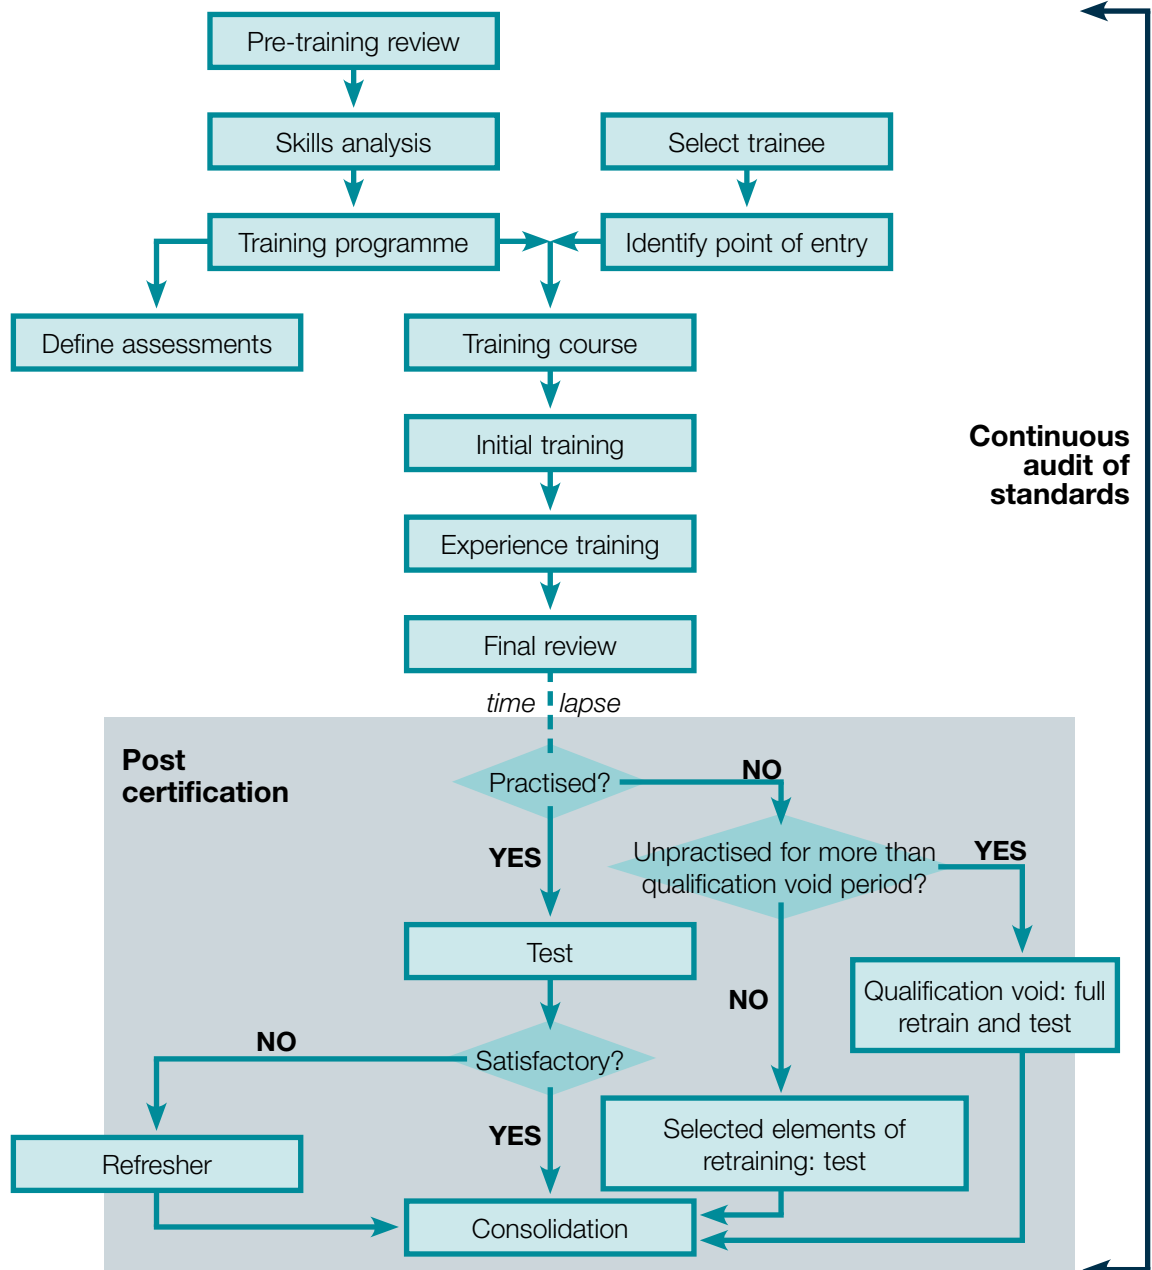 Pre-training review
Skills analysis
Select trainee
Training programme
Identify point of entry
Define assessments
Training course
Initial training
Continuous
audit of
standards
Experience training
Final review
time lapse
Post
certification
Practised?
NO
YES
Unpractised for more than
qualification void period?
YES
Test
Qualification void: full
retrain and test
NO
NO
Satisfactory?
YES
Selected elements of
retraining: test
Refresher
Consolidation